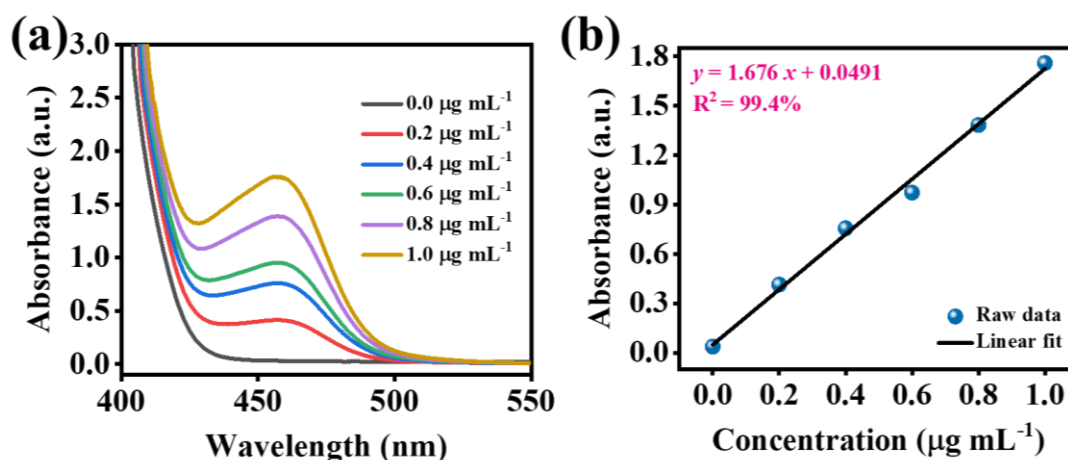 (a)
3.0
2.5
2.0
1.5
1.0
0.5
0.0
Absorbance (a.u.)
0.0 μg mL⁻¹
0.2 μg mL⁻¹
0.4 μg mL⁻¹
0.6 μg mL⁻¹
0.8 μg mL⁻¹
1.0 μg mL⁻¹
400 450 500 550
Wavelength (nm)
(b)
1.8
1.5
1.2
0.9
0.6
0.3
0.0
Absorbance (a.u.)
y = 1.676 x + 0.0491
R² = 99.4%
Raw data
Linear fit
0.0 0.2 0.4 0.6 0.8 1.0
Concentration (μg mL⁻¹)